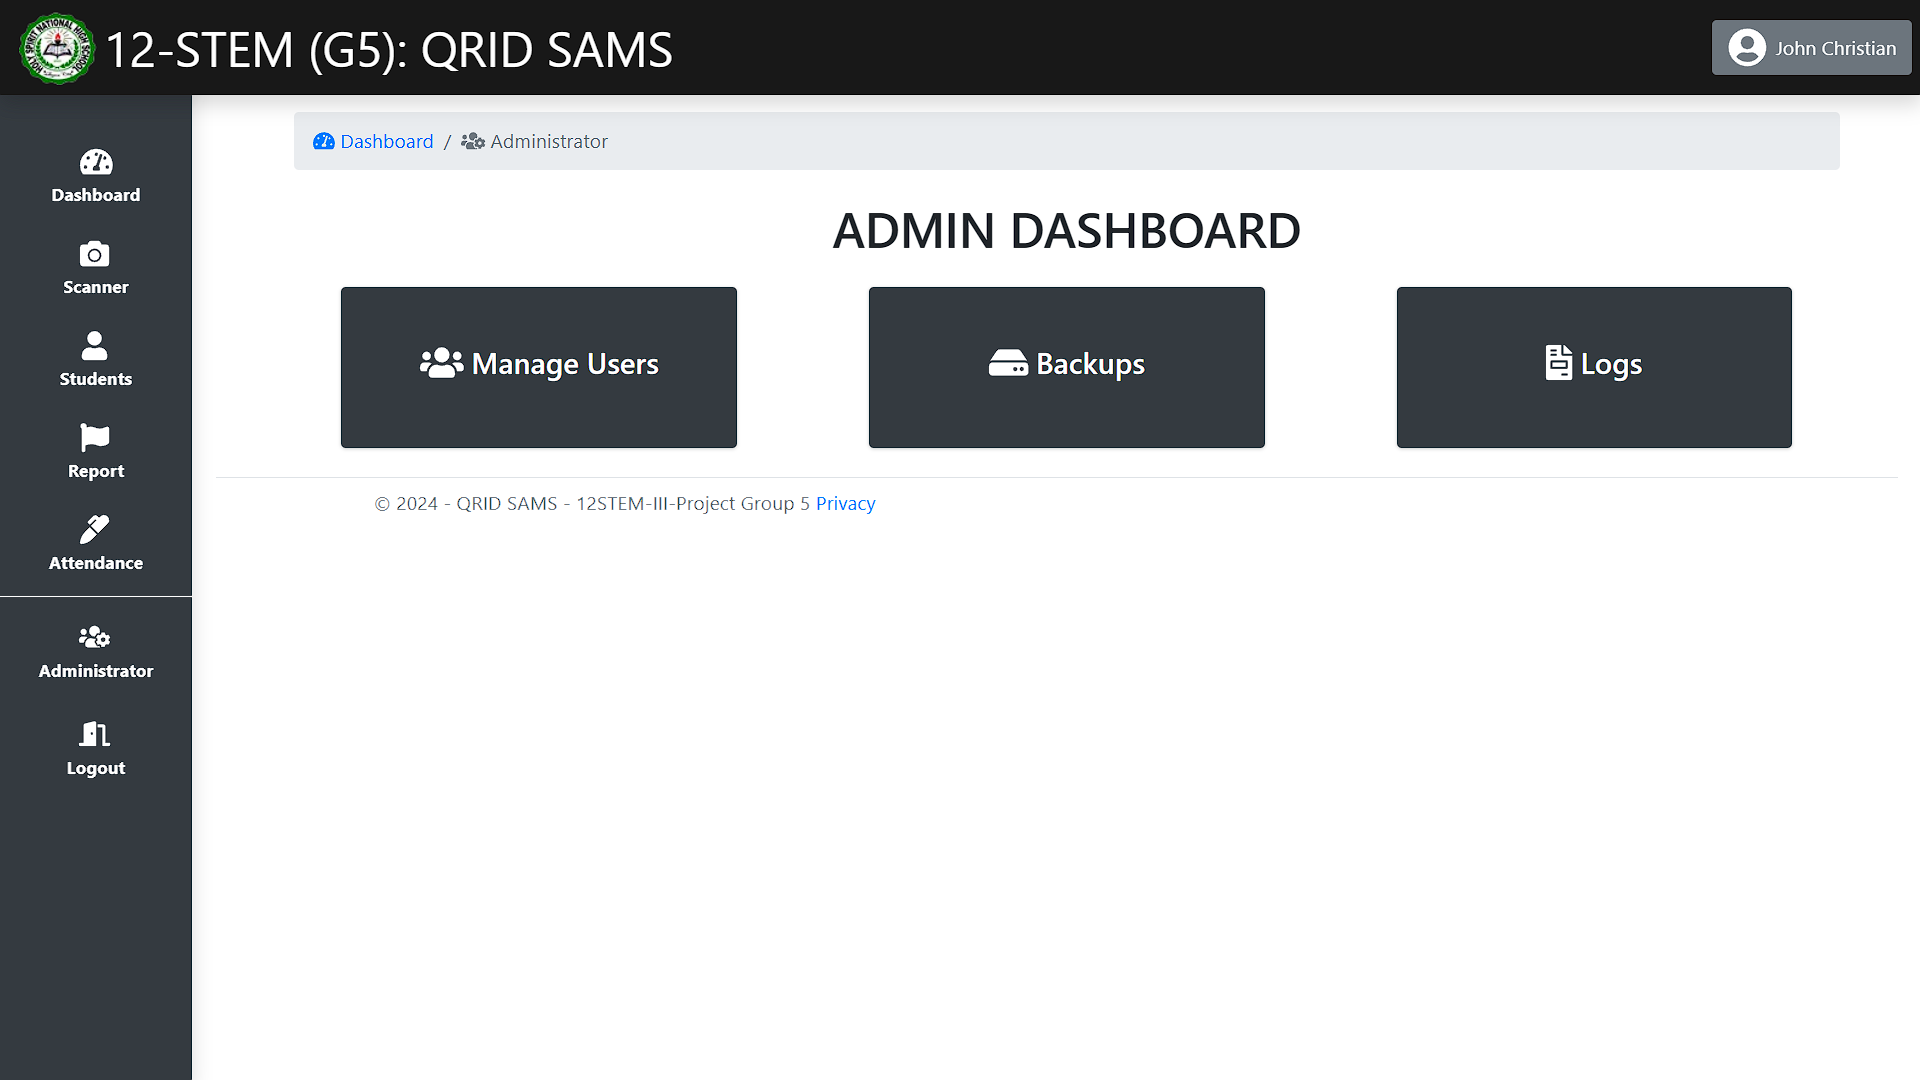 12-STEM (G5): QRID SAMS
John Christian
Dashboard / Administrator
Dashboard
Scanner
Students
Report
Attendance
Administrator
Logout
ADMIN DASHBOARD
Manage Users
Backups
Logs
© 2024 - QRID SAMS - 12STEM-III-Project Group 5 Privacy